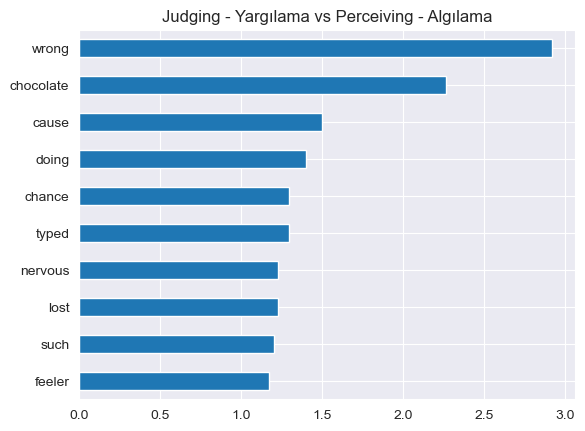 Judging - Yargılama vs Perceiving - Algılama
wrong
chocolate
cause
doing
chance
typed
nervous
lost
such
feeler
0.0 0.5 1.0 1.5 2.0 2.5 3.0